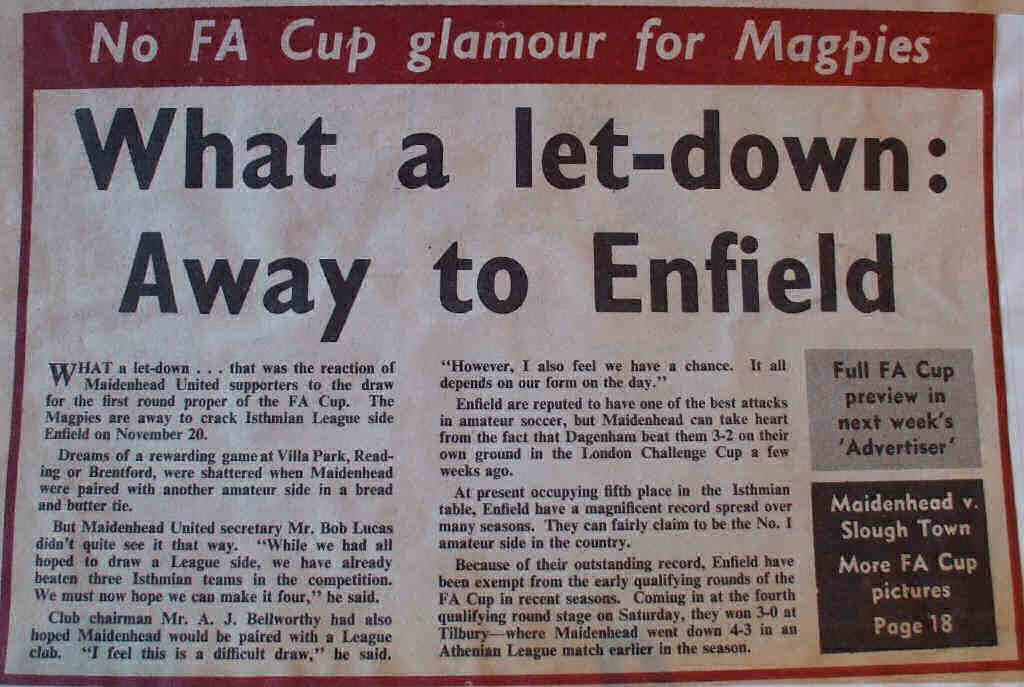 No FA Cup glamour for Magpies
What a let-down:
Away to Enfield
WHAT a let-down . . . that was the reaction of
Maidenhead United supporters to the draw
for the first round proper of the FA Cup. The
Magpies are away to crack Isthmian League side
Enfield on November 20.
Dreams of a rewarding game at Villa Park, Read-
ing or Brentford, were shattered when Maidenhead
were paired with another amateur side in a bread
and butter tie.
But Maidenhead United secretary Mr. Bob Lucas
didn't quite see it that way. "While we had all
hoped to draw a League side, we have already
beaten three Isthmian teams in the competition.
We must now hope we can make it four," he said.
Club chairman Mr. A. J. Bellworthy had also
hoped Maidenhead would be paired with a League
club. "I feel this is a difficult draw," he said.
"However, I also feel we have a chance. It all
depends on our form on the day."
Enfield are reputed to have one of the best attacks
in amateur soccer, but Maidenhead can take heart
from the fact that Dagenham beat them 3-2 on their
own ground in the London Challenge Cup a few
weeks ago.
At present occupying fifth place in the Isthmian
table, Enfield have a magnificent record spread over
many seasons. They can fairly claim to be the No. 1
amateur side in the country.
Because of their outstanding record, Enfield have
been exempt from the early qualifying rounds of the
FA Cup in recent seasons. Coming in at the fourth
qualifying round stage on Saturday, they won 3-0 at
Tilbury—where Maidenhead went down 4-3 in an
Athenian League match earlier in the season.
Full FA Cup
preview in
next week's
'Advertiser'
Maidenhead v.
Slough Town
More FA Cup
pictures
Page 18